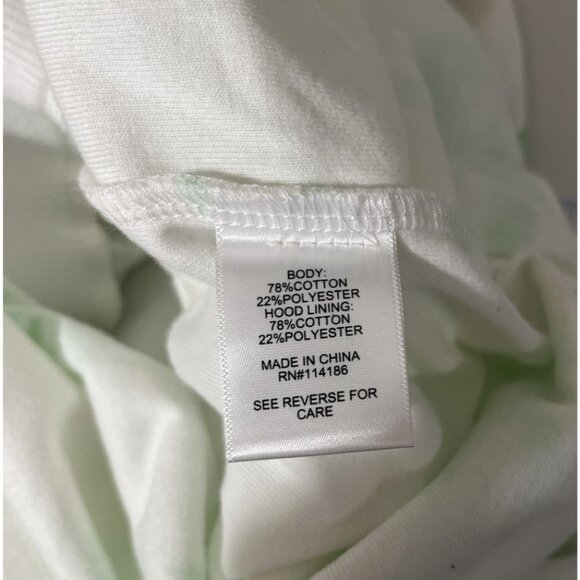 BODY:
78%COTTON
22%POLYESTER
HOOD LINING:
78%COTTON
22%POLYESTER
MADE IN CHINA
RN#114186
SEE REVERSE FOR
CARE